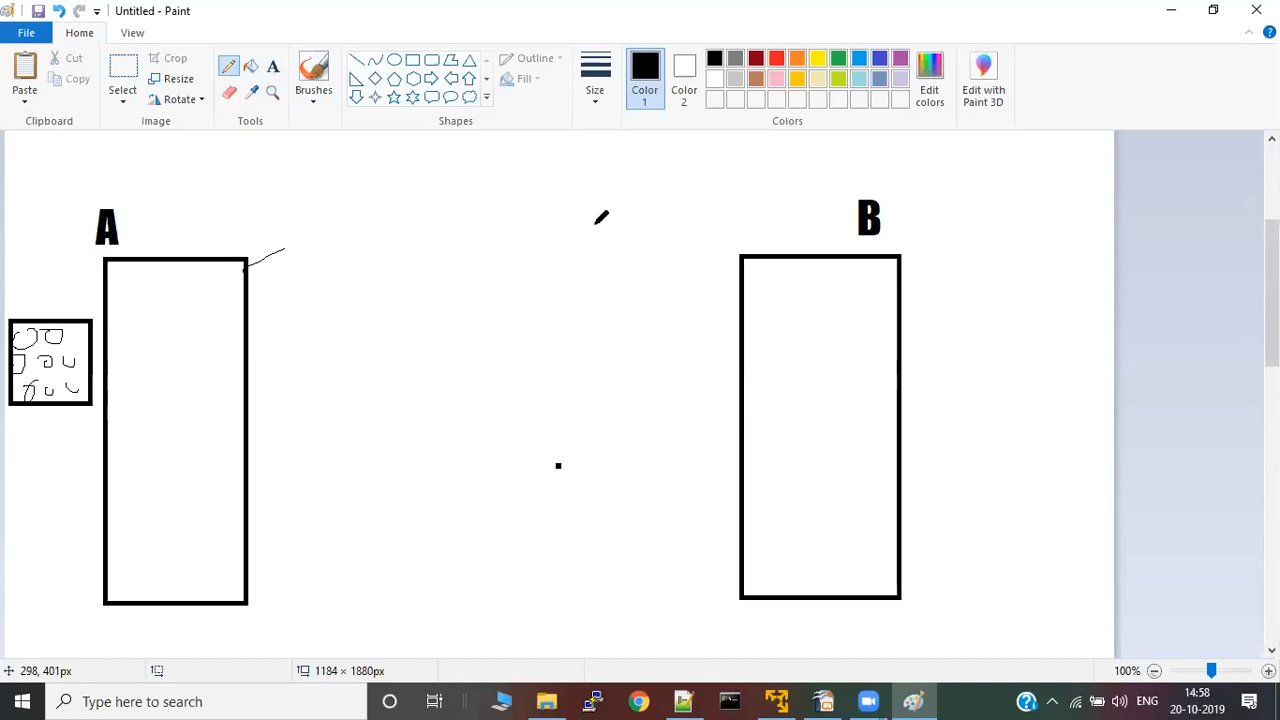 Untitled - Paint
File Home View
Paste
Cut
Copy
Clipboard
Select
Crop
Resize
Rotate
Image
A
Tools
Brushes
Shapes
Outline
Fill
Size
Color 1
Color 2
Edit colors
Colors
Edit with Paint 3D
A
B
298, 401px
1184 × 1880px
100%
Type here to search
ENG
14:58
20-10-2019